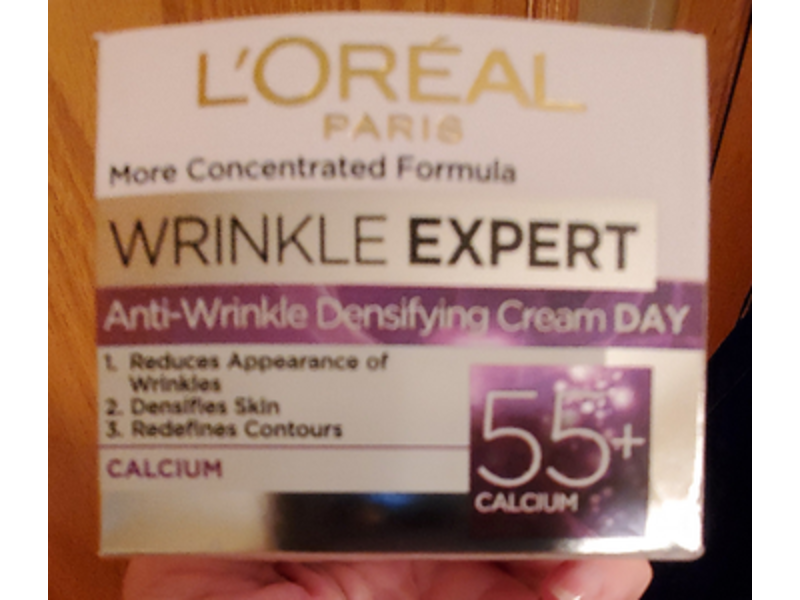 L'ORÉAL
PARIS
More Concentrated Formula
WRINKLE EXPERT
Anti-Wrinkle Densifying Cream DAY
1. Reduces Appearance of
Wrinkles
2. Densifies Skin
3. Redefines Contours
CALCIUM
55+
CALCIUM